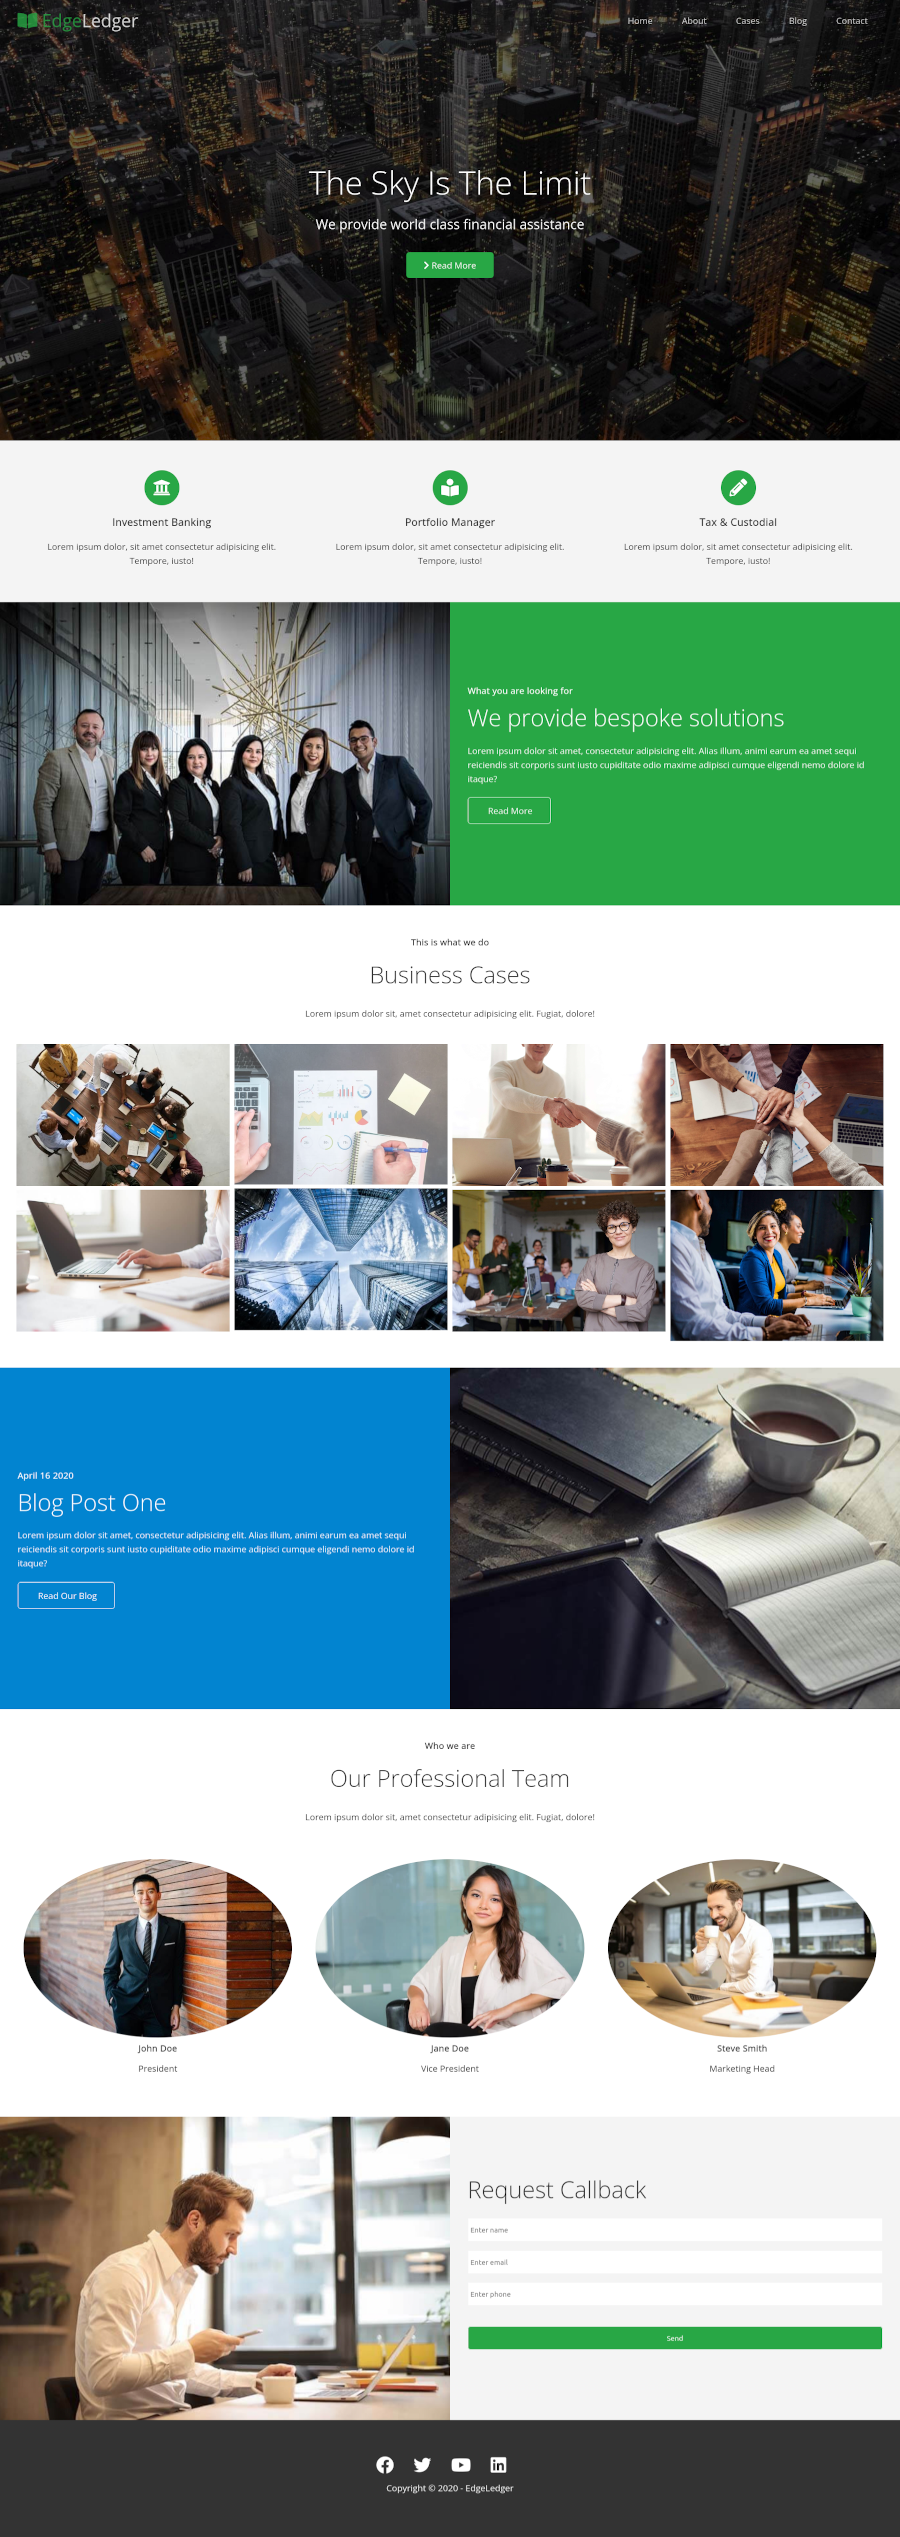 EdgeLedger
Home About Cases Blog Contact
The Sky Is The Limit
We provide world class financial assistance
Read More
UBS
Investment Banking
Lorem ipsum dolor, sit amet consectetur adipisicing elit.
Tempore, iusto!
Portfolio Manager
Lorem ipsum dolor, sit amet consectetur adipisicing elit.
Tempore, iusto!
Tax & Custodial
Lorem ipsum dolor, sit amet consectetur adipisicing elit.
Tempore, iusto!
What you are looking for
We provide bespoke solutions
Lorem ipsum dolor sit amet, consectetur adipisicing elit. Alias illum, animi earum ea amet sequi
reiciendis sit corporis sunt iusto cupiditate odio maxime adipisci cumque eligendi nemo dolore id
itaque?
Read More
This is what we do
Business Cases
Lorem ipsum dolor sit, amet consectetur adipisicing elit. Fugiat, dolore!
April 16 2020
Blog Post One
Lorem ipsum dolor sit amet, consectetur adipisicing elit. Alias illum, animi earum ea amet sequi
reiciendis sit corporis sunt iusto cupiditate odio maxime adipisci cumque eligendi nemo dolore id
itaque?
Read Our Blog
Who we are
Our Professional Team
Lorem ipsum dolor sit, amet consectetur adipisicing elit. Fugiat, dolore!
John Doe
President
Jane Doe
Vice President
Steve Smith
Marketing Head
Request Callback
Enter name
Enter email
Enter phone
Send
Copyright © 2020 - EdgeLedger